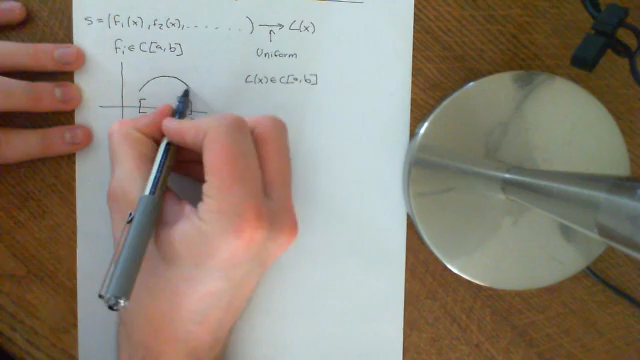 S = (f₁(x), f₂(x), . . . . . . ) → L(x)
↑
Uniform
fᵢ ∈ C[a,b]
L(x) ∈ C[a,b]
[